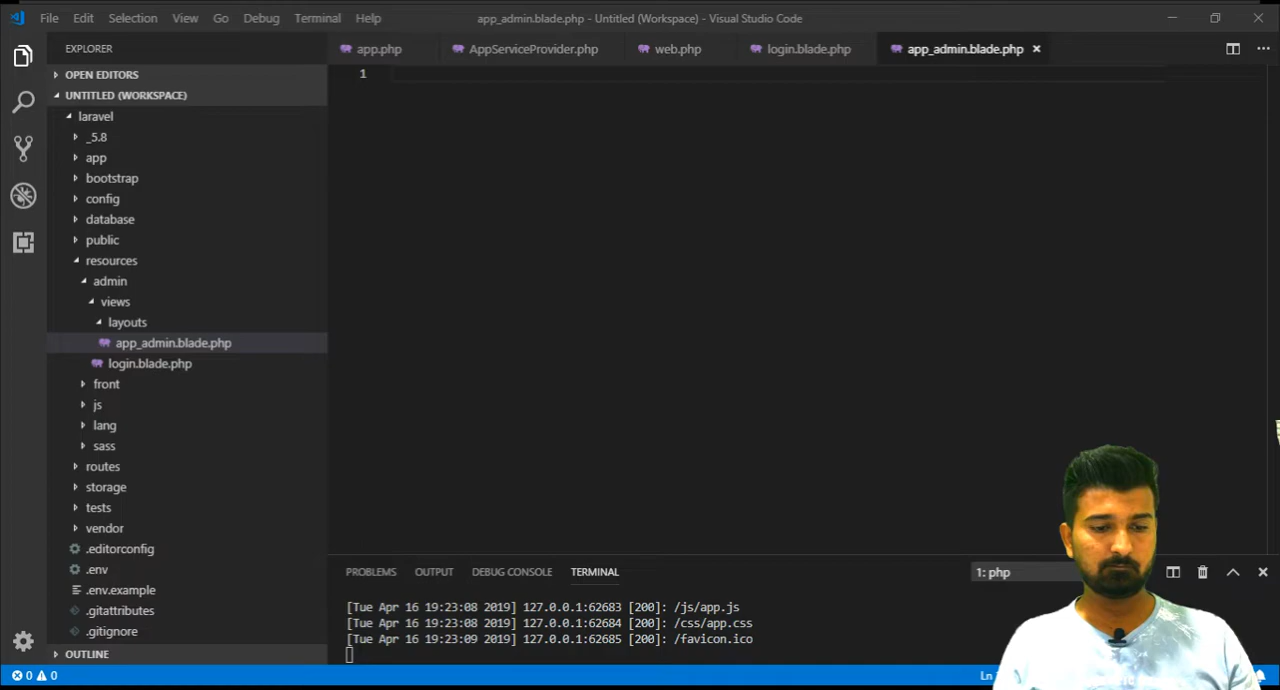 File Edit Selection View Go Debug Terminal Help app_admin.blade.php - Untitled (Workspace) - Visual Studio Code
EXPLORER
app.php AppServiceProvider.php web.php login.blade.php app_admin.blade.php
OPEN EDITORS
1
UNTITLED (WORKSPACE)
laravel
_5.8
app
bootstrap
config
database
public
resources
admin
views
layouts
app_admin.blade.php
login.blade.php
front
js
lang
sass
routes
storage
tests
vendor
.editorconfig
.env
.env.example
.gitattributes
.gitignore
OUTLINE
PROBLEMS OUTPUT DEBUG CONSOLE TERMINAL 1: php
[Tue Apr 16 19:23:08 2019] 127.0.0.1:62683 [200]: /js/app.js
[Tue Apr 16 19:23:08 2019] 127.0.0.1:62684 [200]: /css/app.css
[Tue Apr 16 19:23:09 2019] 127.0.0.1:62685 [200]: /favicon.ico
0 0 Ln